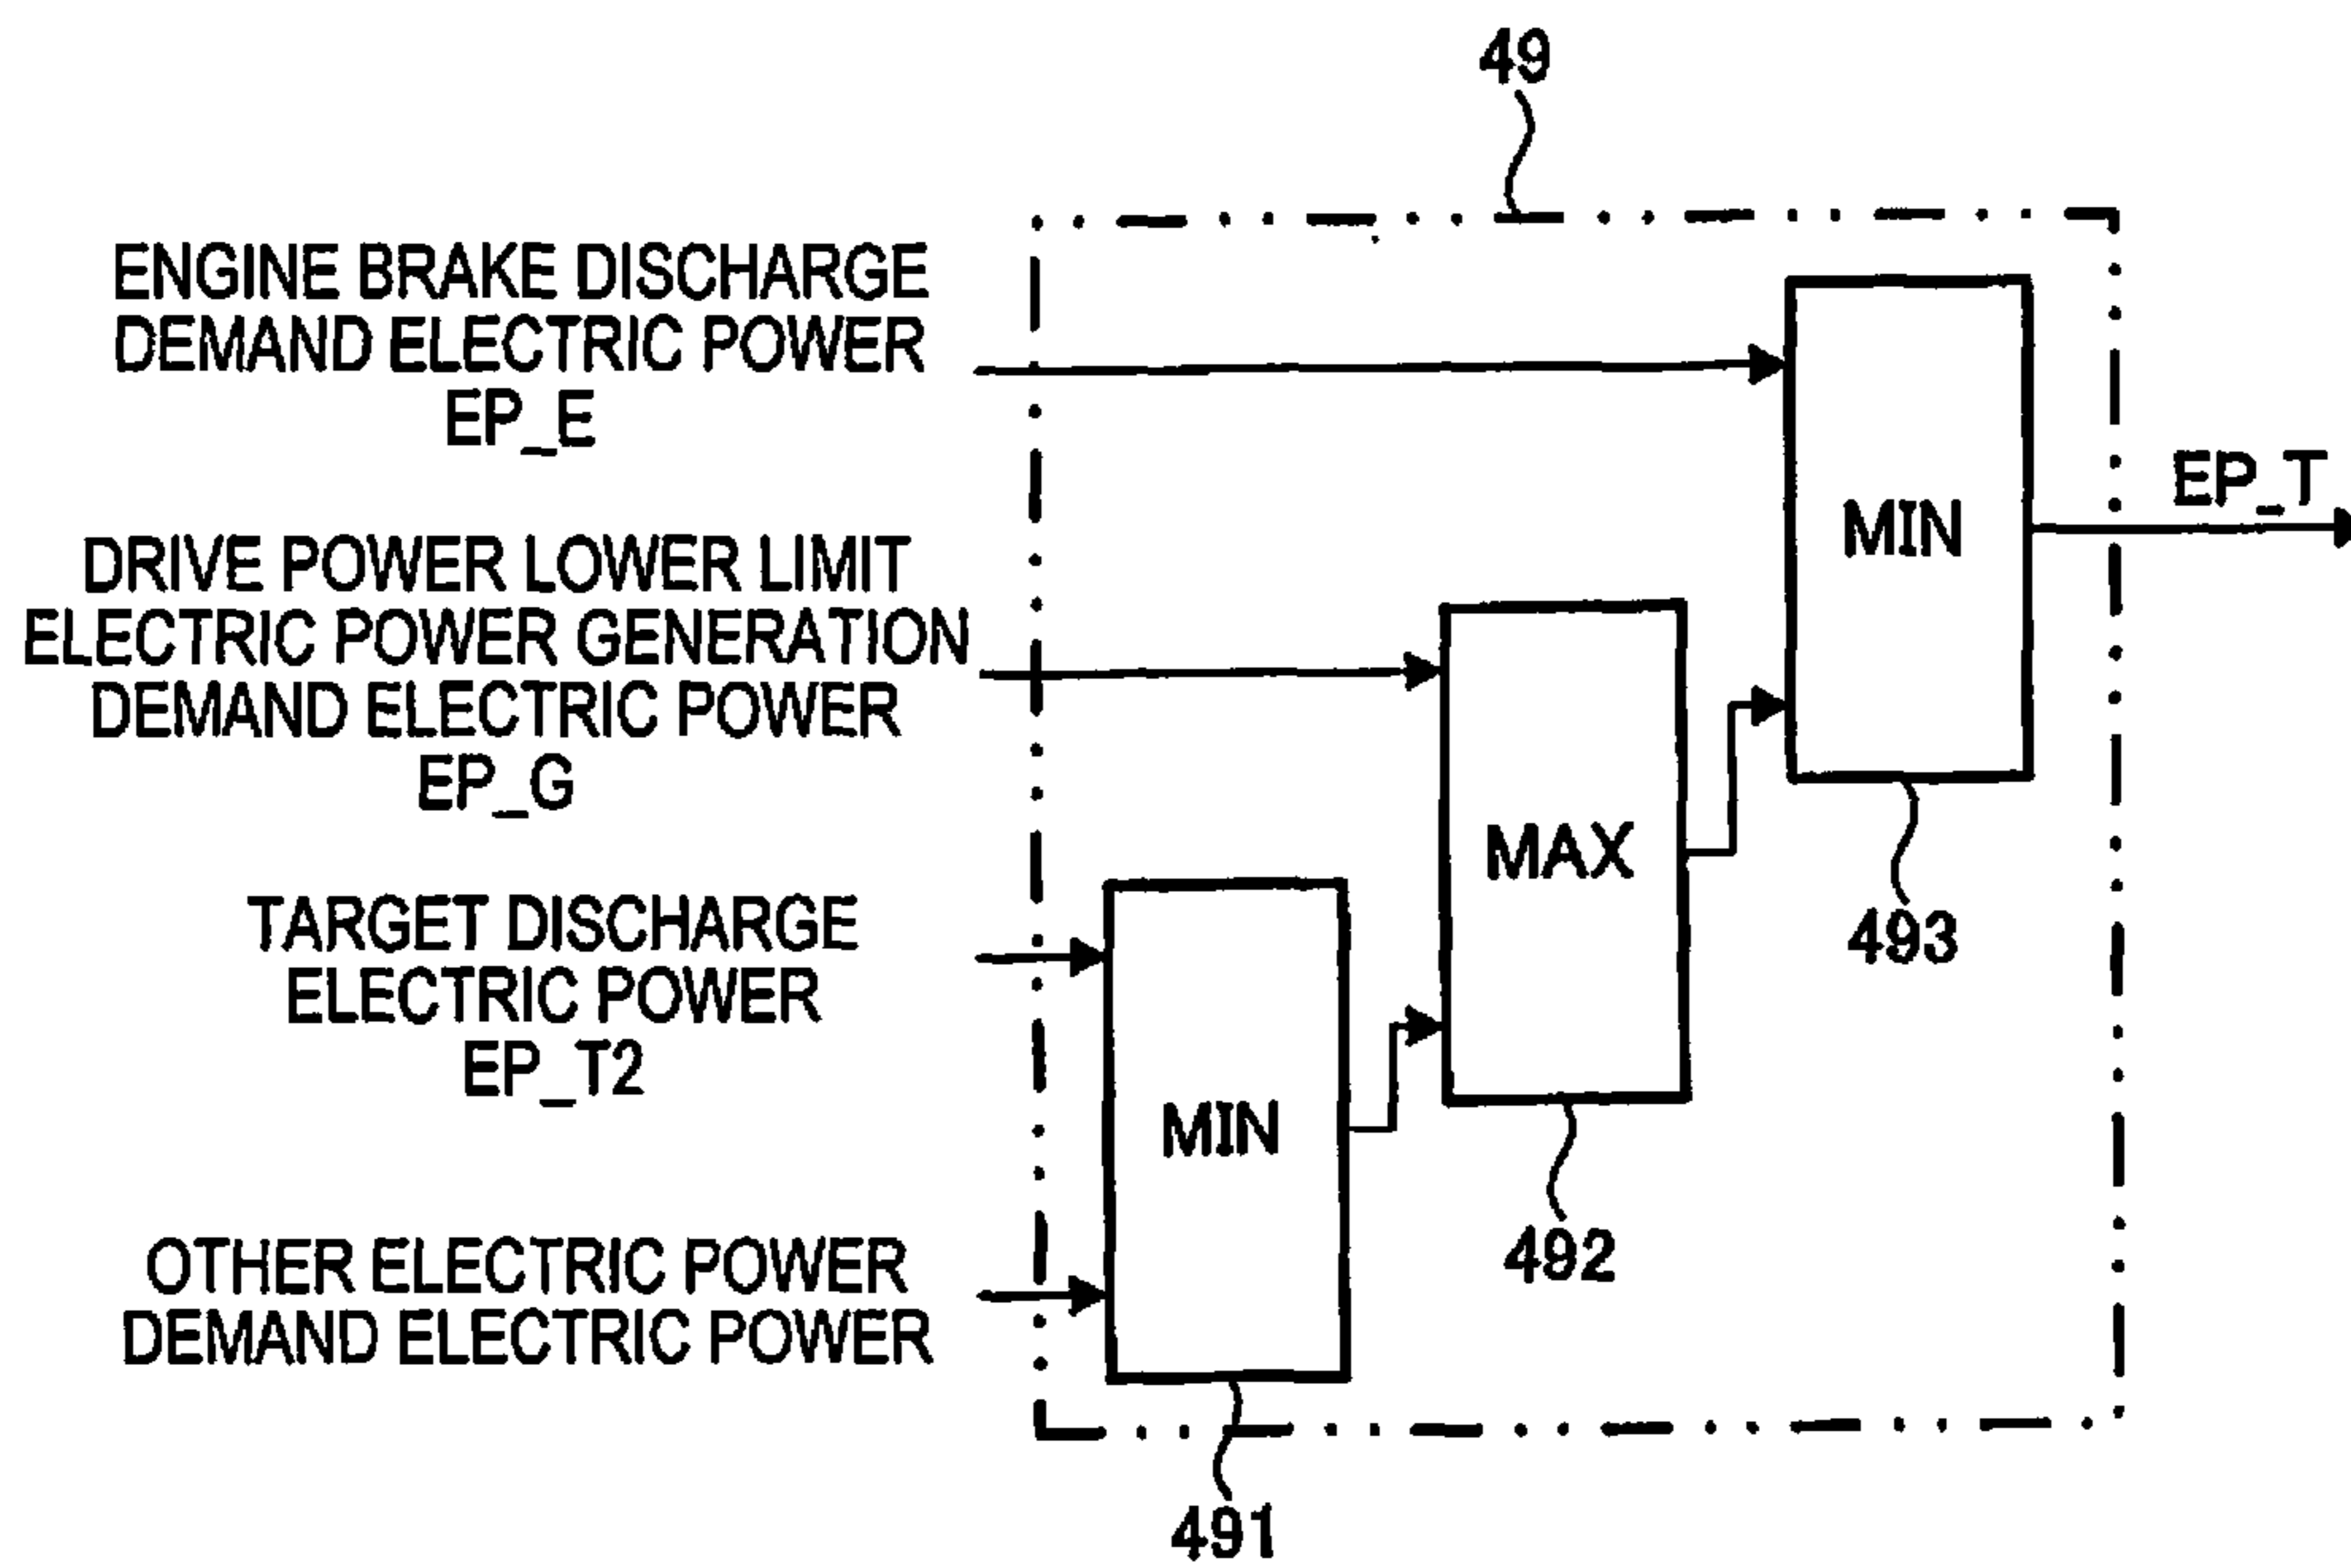 49
ENGINE BRAKE DISCHARGE
DEMAND ELECTRIC POWER
EP_E
EP_T
DRIVE POWER LOWER LIMIT
ELECTRIC POWER GENERATION
DEMAND ELECTRIC POWER
EP_G
MIN
MAX
493
TARGET DISCHARGE
ELECTRIC POWER
EP_T2
MIN
492
OTHER ELECTRIC POWER
DEMAND ELECTRIC POWER
491